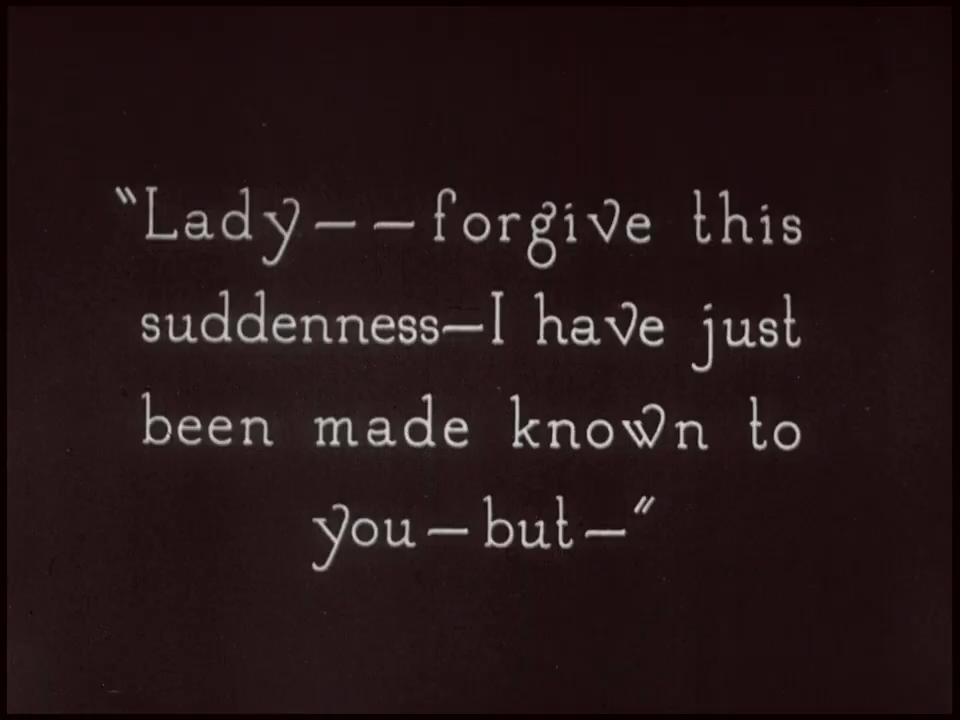 "Lady — — forgive this
suddenness — I have just
been made known to
you — but —"